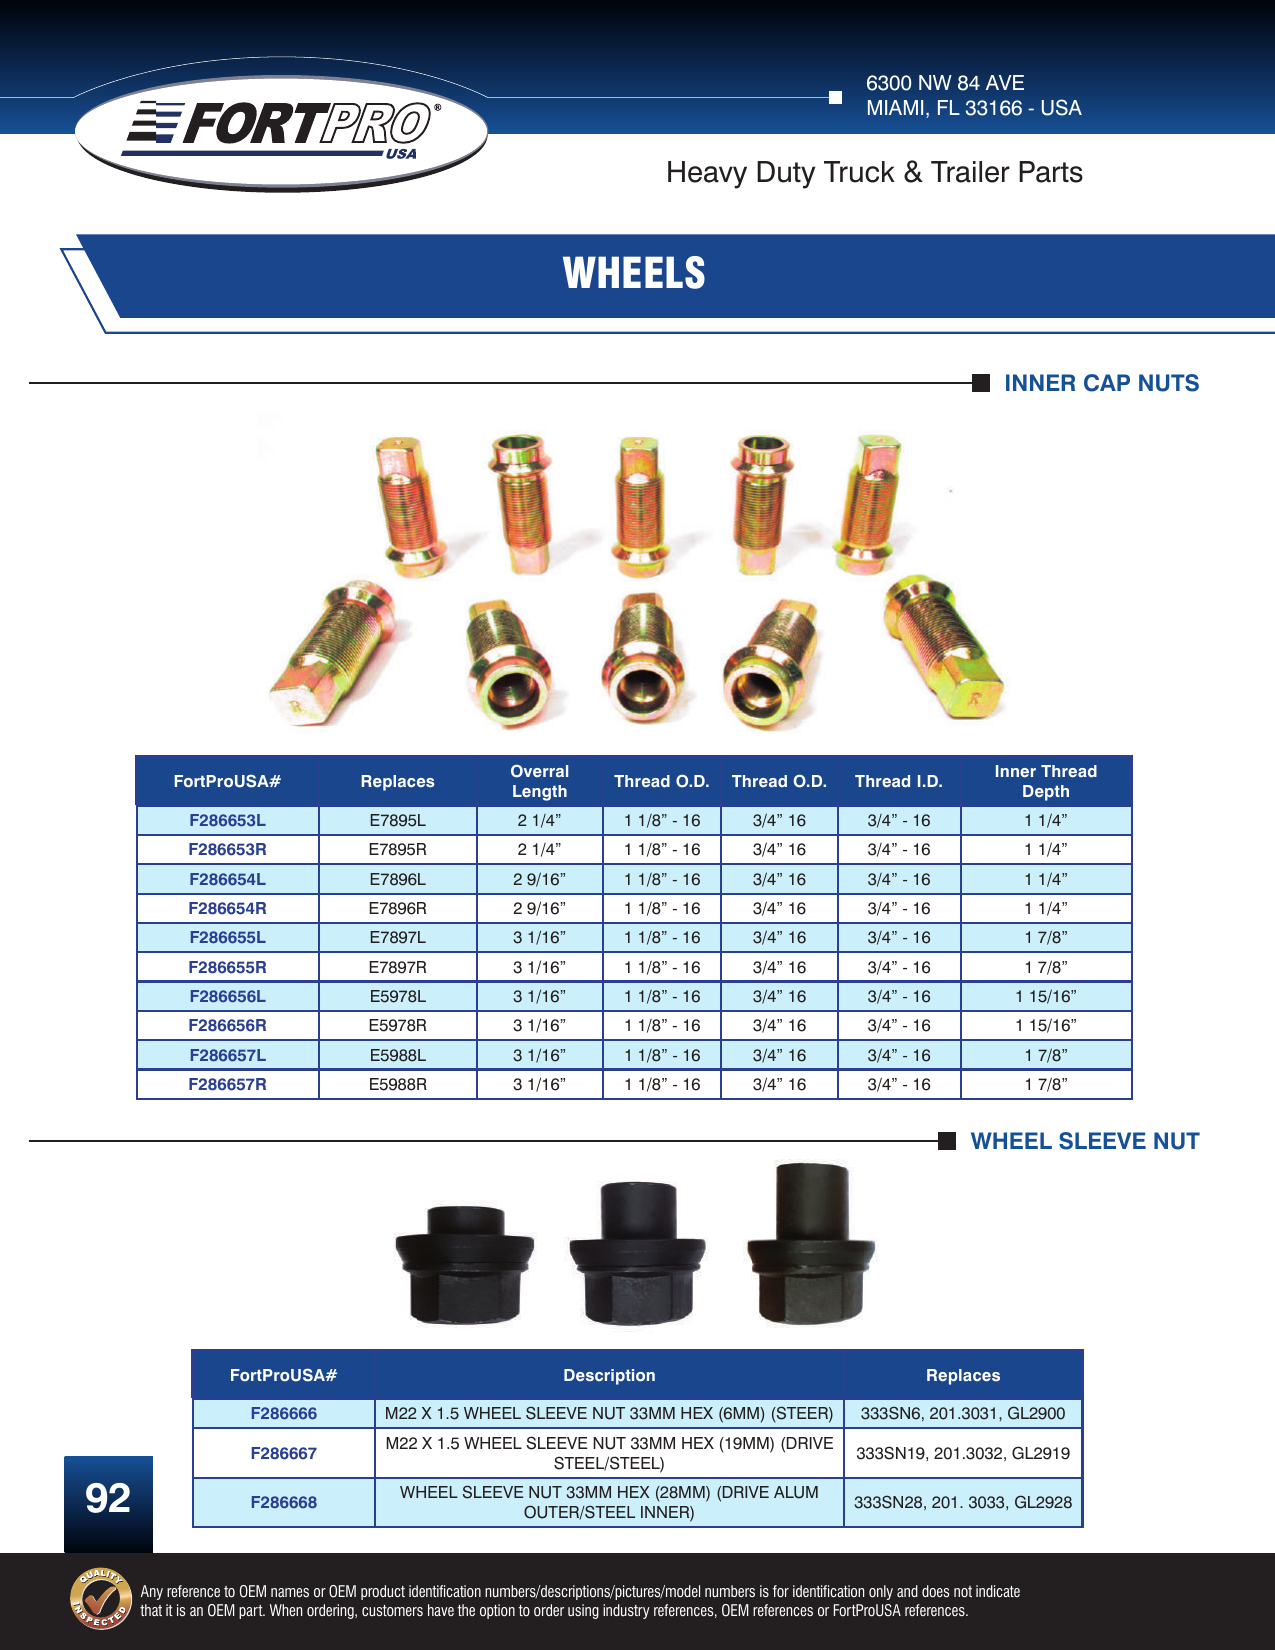 FORTPRO®
USA
6300 NW 84 AVE
MIAMI, FL 33166 - USA
Heavy Duty Truck & Trailer Parts
WHEELS
INNER CAP NUTS
R
R
FortProUSA# Replaces Overral Length Thread O.D. Thread O.D. Thread I.D. Inner Thread Depth
F286653L E7895L 2 1/4” 1 1/8” - 16 3/4” 16 3/4” - 16 1 1/4”
F286653R E7895R 2 1/4” 1 1/8” - 16 3/4” 16 3/4” - 16 1 1/4”
F286654L E7896L 2 9/16” 1 1/8” - 16 3/4” 16 3/4” - 16 1 1/4”
F286654R E7896R 2 9/16” 1 1/8” - 16 3/4” 16 3/4” - 16 1 1/4”
F286655L E7897L 3 1/16” 1 1/8” - 16 3/4” 16 3/4” - 16 1 7/8”
F286655R E7897R 3 1/16” 1 1/8” - 16 3/4” 16 3/4” - 16 1 7/8”
F286656L E5978L 3 1/16” 1 1/8” - 16 3/4” 16 3/4” - 16 1 15/16”
F286656R E5978R 3 1/16” 1 1/8” - 16 3/4” 16 3/4” - 16 1 15/16”
F286657L E5988L 3 1/16” 1 1/8” - 16 3/4” 16 3/4” - 16 1 7/8”
F286657R E5988R 3 1/16” 1 1/8” - 16 3/4” 16 3/4” - 16 1 7/8”
WHEEL SLEEVE NUT
FortProUSA# Description Replaces
F286666 M22 X 1.5 WHEEL SLEEVE NUT 33MM HEX (6MM) (STEER) 333SN6, 201.3031, GL2900
F286667 M22 X 1.5 WHEEL SLEEVE NUT 33MM HEX (19MM) (DRIVE STEEL/STEEL) 333SN19, 201.3032, GL2919
F286668 WHEEL SLEEVE NUT 33MM HEX (28MM) (DRIVE ALUM OUTER/STEEL INNER) 333SN28, 201. 3033, GL2928
92
QUALITY
INSPECTED
Any reference to OEM names or OEM product identification numbers/descriptions/pictures/model numbers is for identification only and does not indicate
that it is an OEM part. When ordering, customers have the option to order using industry references, OEM references or FortProUSA references.